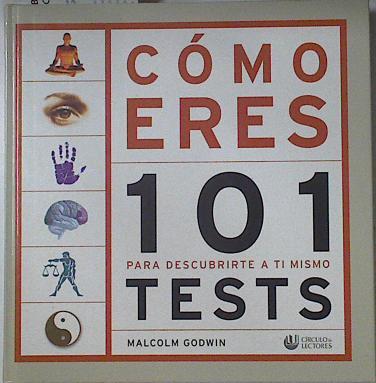 CÓMO
ERES
101
PARA DESCUBRIRTE A TI MISMO
TESTS
MALCOLM GODWIN
CÍRCULO de LECTORES